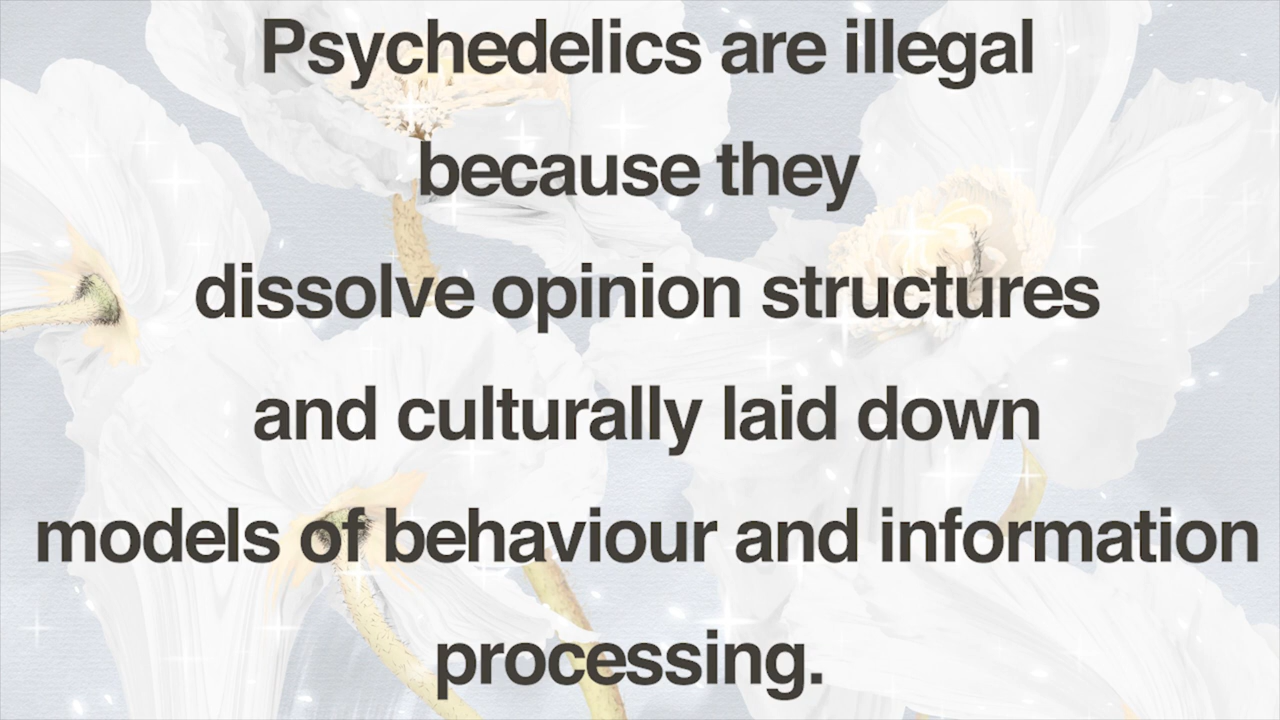 Psychedelics are illegal
because they
dissolve opinion structures
and culturally laid down
models of behaviour and information
processing.